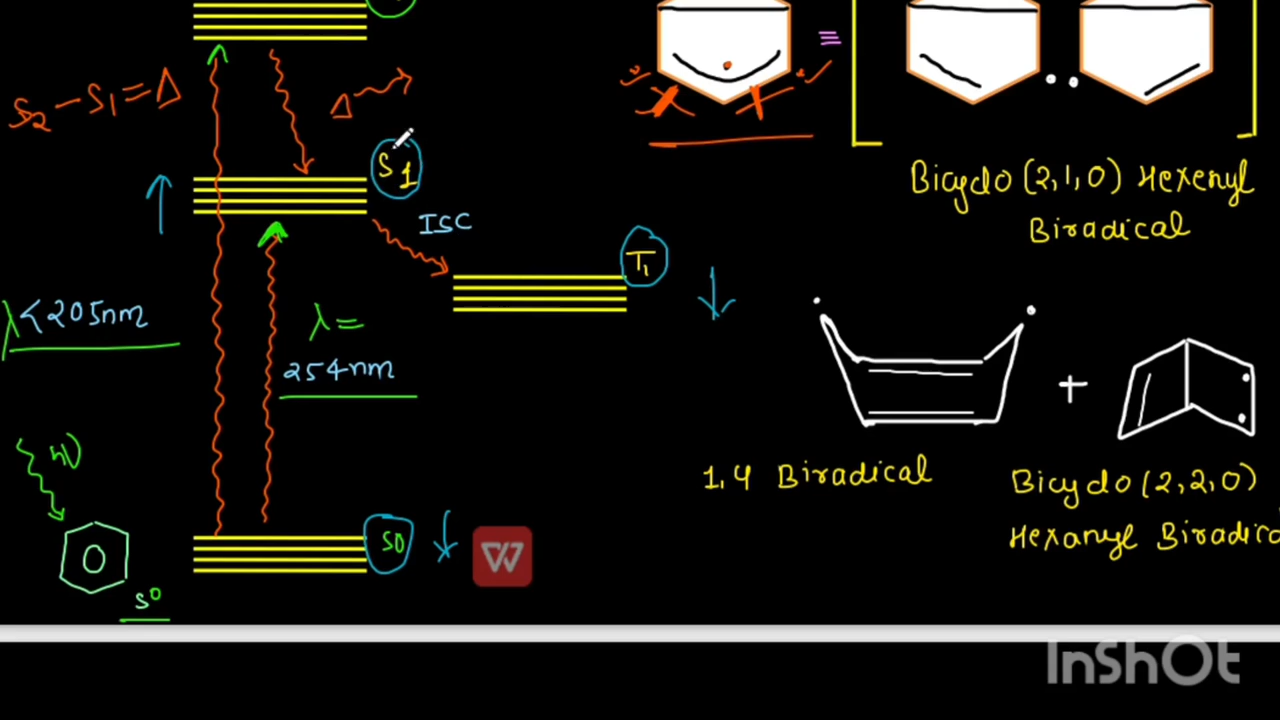 S2 - S1 = Δ
Δ
S1
ISC
T1
λ < 205nm
λ =
254nm
hν
S0
S0
≡
Bicyclo (2,1,0) Hexenyl
Biradical
+
1,4 Biradical
Bicyclo (2,2,0)
Hexanyl Biradica
W
InShOt